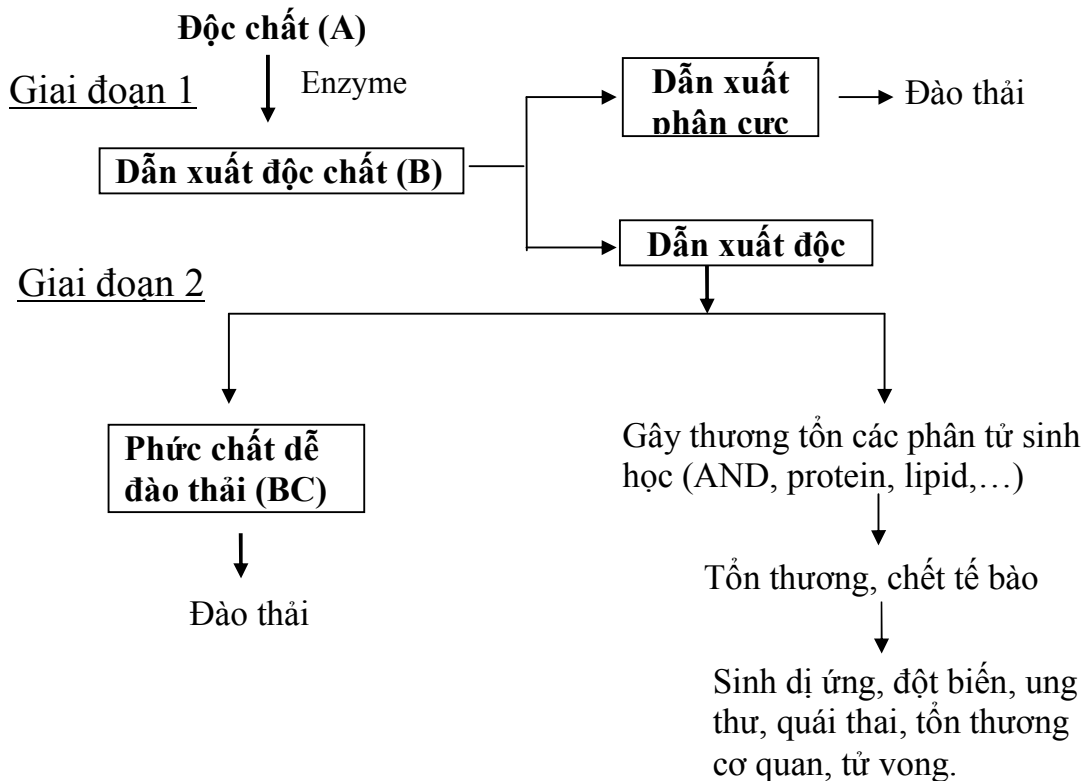 Độc chất (A)
Giai đoạn 1
Enzyme
Dẫn xuất
phân cực
Đào thải
Dẫn xuất độc chất (B)
Dẫn xuất độc
Giai đoạn 2
Phức chất dễ
đào thải (BC)
Đào thải
Gây thương tổn các phân tử sinh
học (AND, protein, lipid,…)
Tổn thương, chết tế bào
Sinh dị ứng, đột biến, ung
thư, quái thai, tổn thương
cơ quan, tử vong.